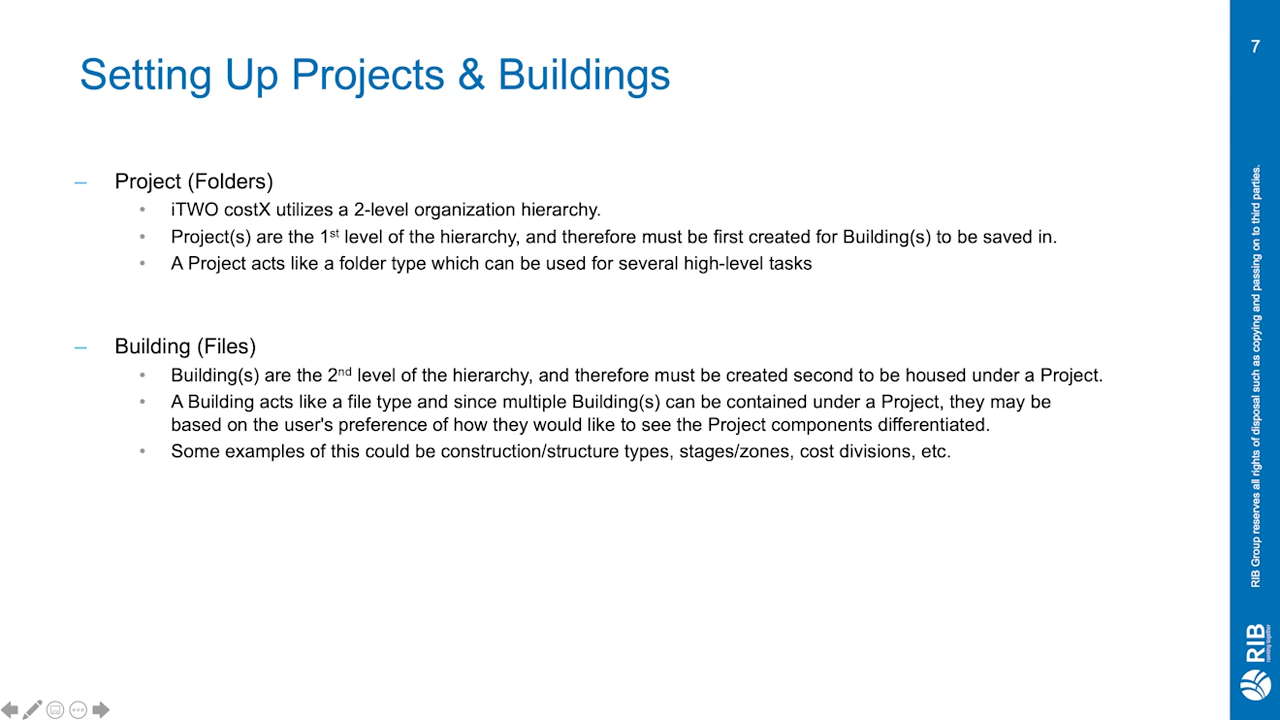 7
Setting Up Projects & Buildings
– Project (Folders)
• iTWO costX utilizes a 2-level organization hierarchy.
• Project(s) are the 1st level of the hierarchy, and therefore must be first created for Building(s) to be saved in.
• A Project acts like a folder type which can be used for several high-level tasks
– Building (Files)
• Building(s) are the 2nd level of the hierarchy, and therefore must be created second to be housed under a Project.
• A Building acts like a file type and since multiple Building(s) can be contained under a Project, they may be
based on the user's preference of how they would like to see the Project components differentiated.
• Some examples of this could be construction/structure types, stages/zones, cost divisions, etc.
RIB Group reserves all rights of disposal such as copying and passing on to third parties.
RIB
running together